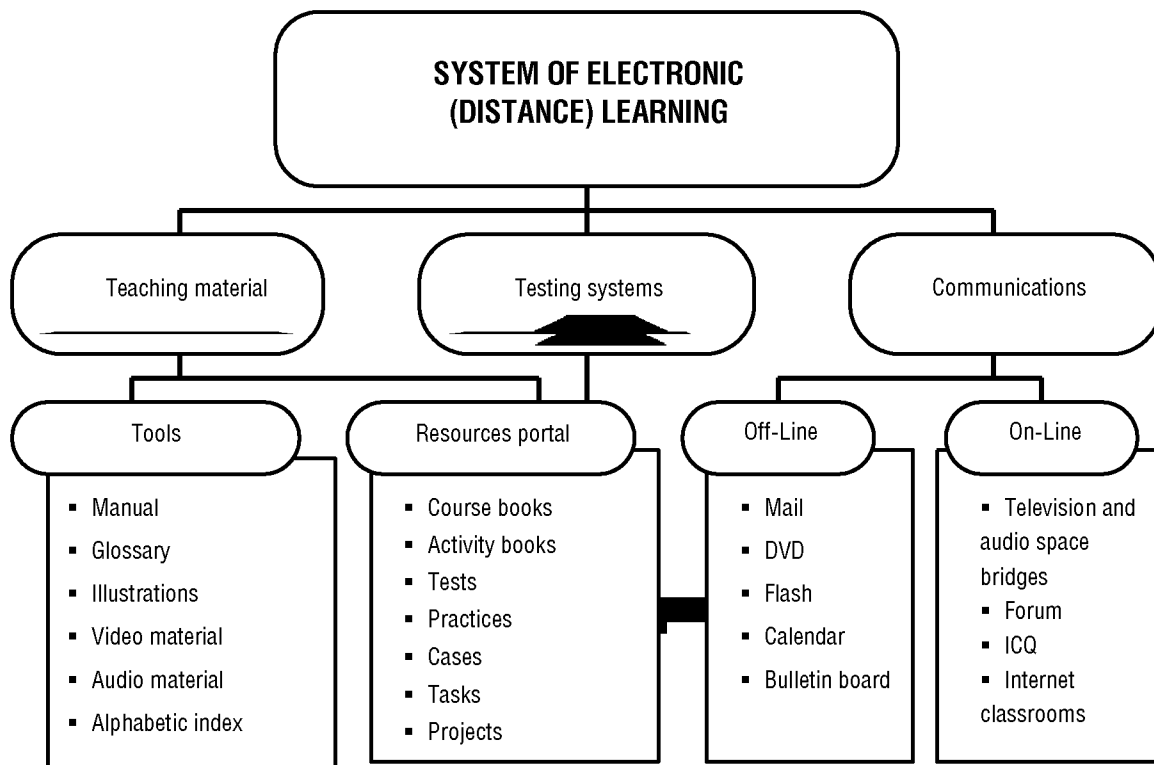 SYSTEM OF ELECTRONIC
(DISTANCE) LEARNING
Teaching material
Testing systems
Communications
Tools
Resources portal
Off-Line
On-Line
▪ Manual
▪ Glossary
▪ Illustrations
▪ Video material
▪ Audio material
▪ Alphabetic index
▪ Course books
▪ Activity books
▪ Tests
▪ Practices
▪ Cases
▪ Tasks
▪ Projects
▪ Mail
▪ DVD
▪ Flash
▪ Calendar
▪ Bulletin board
▪ Television and
audio space
bridges
▪ Forum
▪ ICQ
▪ Internet
classrooms